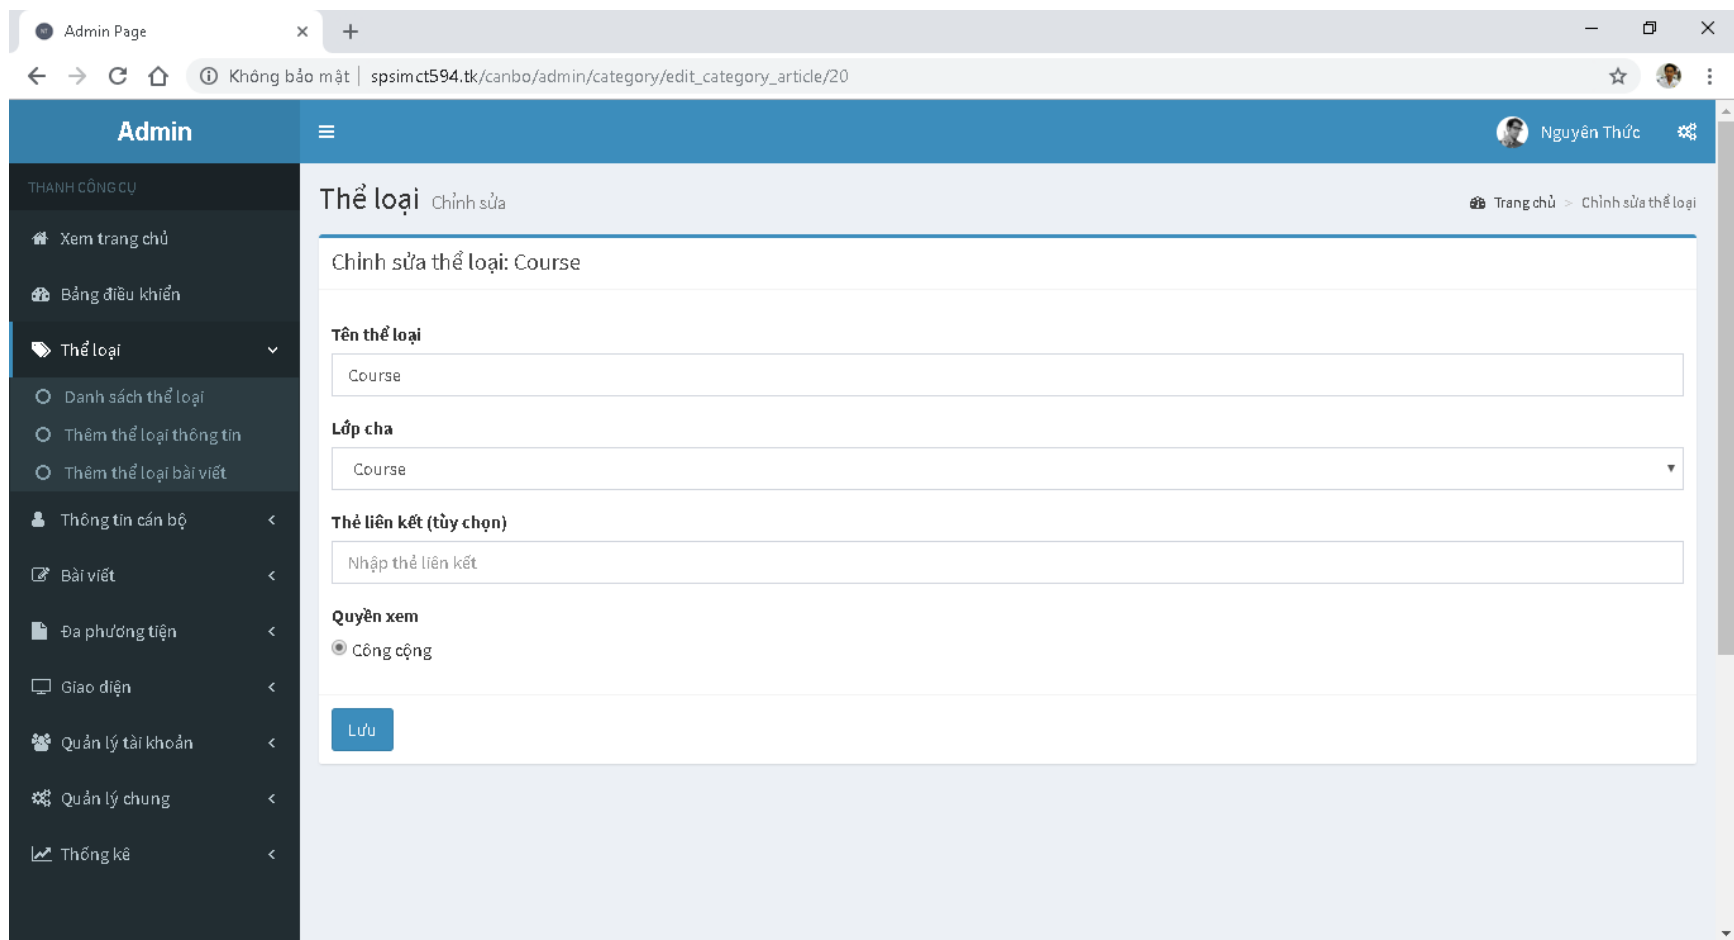 Admin Page
Không bảo mật | spsimct594.tk/canbo/admin/category/edit_category_article/20
Admin
Nguyên Thức
THANH CÔNG CỤ
Thể loại Chỉnh sửa
Trang chủ > Chỉnh sửa thể loại
Xem trang chủ
Bảng điều khiển
Thể loại
Danh sách thể loại
Thêm thể loại thông tin
Thêm thể loại bài viết
Thông tin cán bộ
Bài viết
Đa phương tiện
Giao diện
Quản lý tài khoản
Quản lý chung
Thống kê
Chỉnh sửa thể loại: Course
Tên thể loại
Course
Lớp cha
Course
Thẻ liên kết (tùy chọn)
Nhập thẻ liên kết
Quyền xem
Công cộng
Lưu